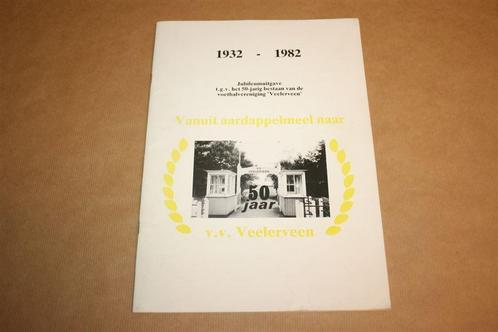 1932 - 1982
Jubileumuitgave
t.g.v. het 50-jarig bestaan van de
voetbalvereniging 'Veelerveen'
Vanuit aardappelmeel naar
50
jaar
v.v. Veelerveen